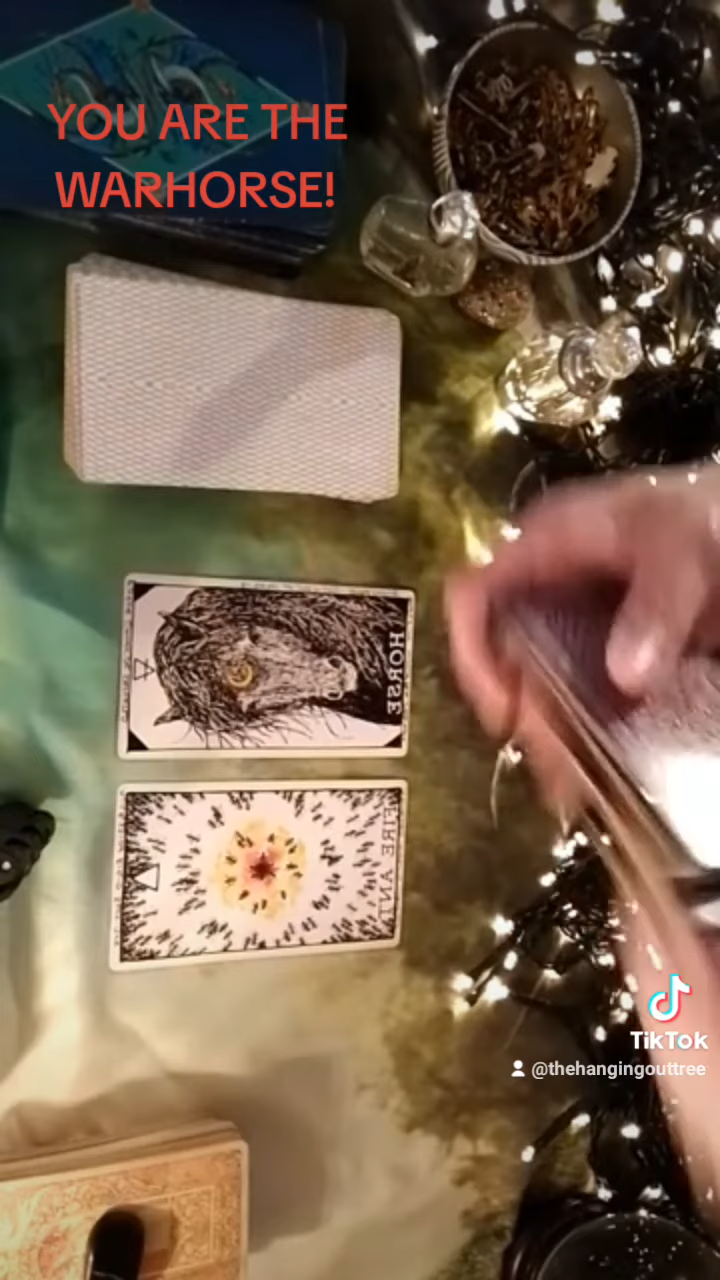 YOU ARE THE
WARHORSE!
HORSE
FIRE ANT
TikTok
@thehangingouttree